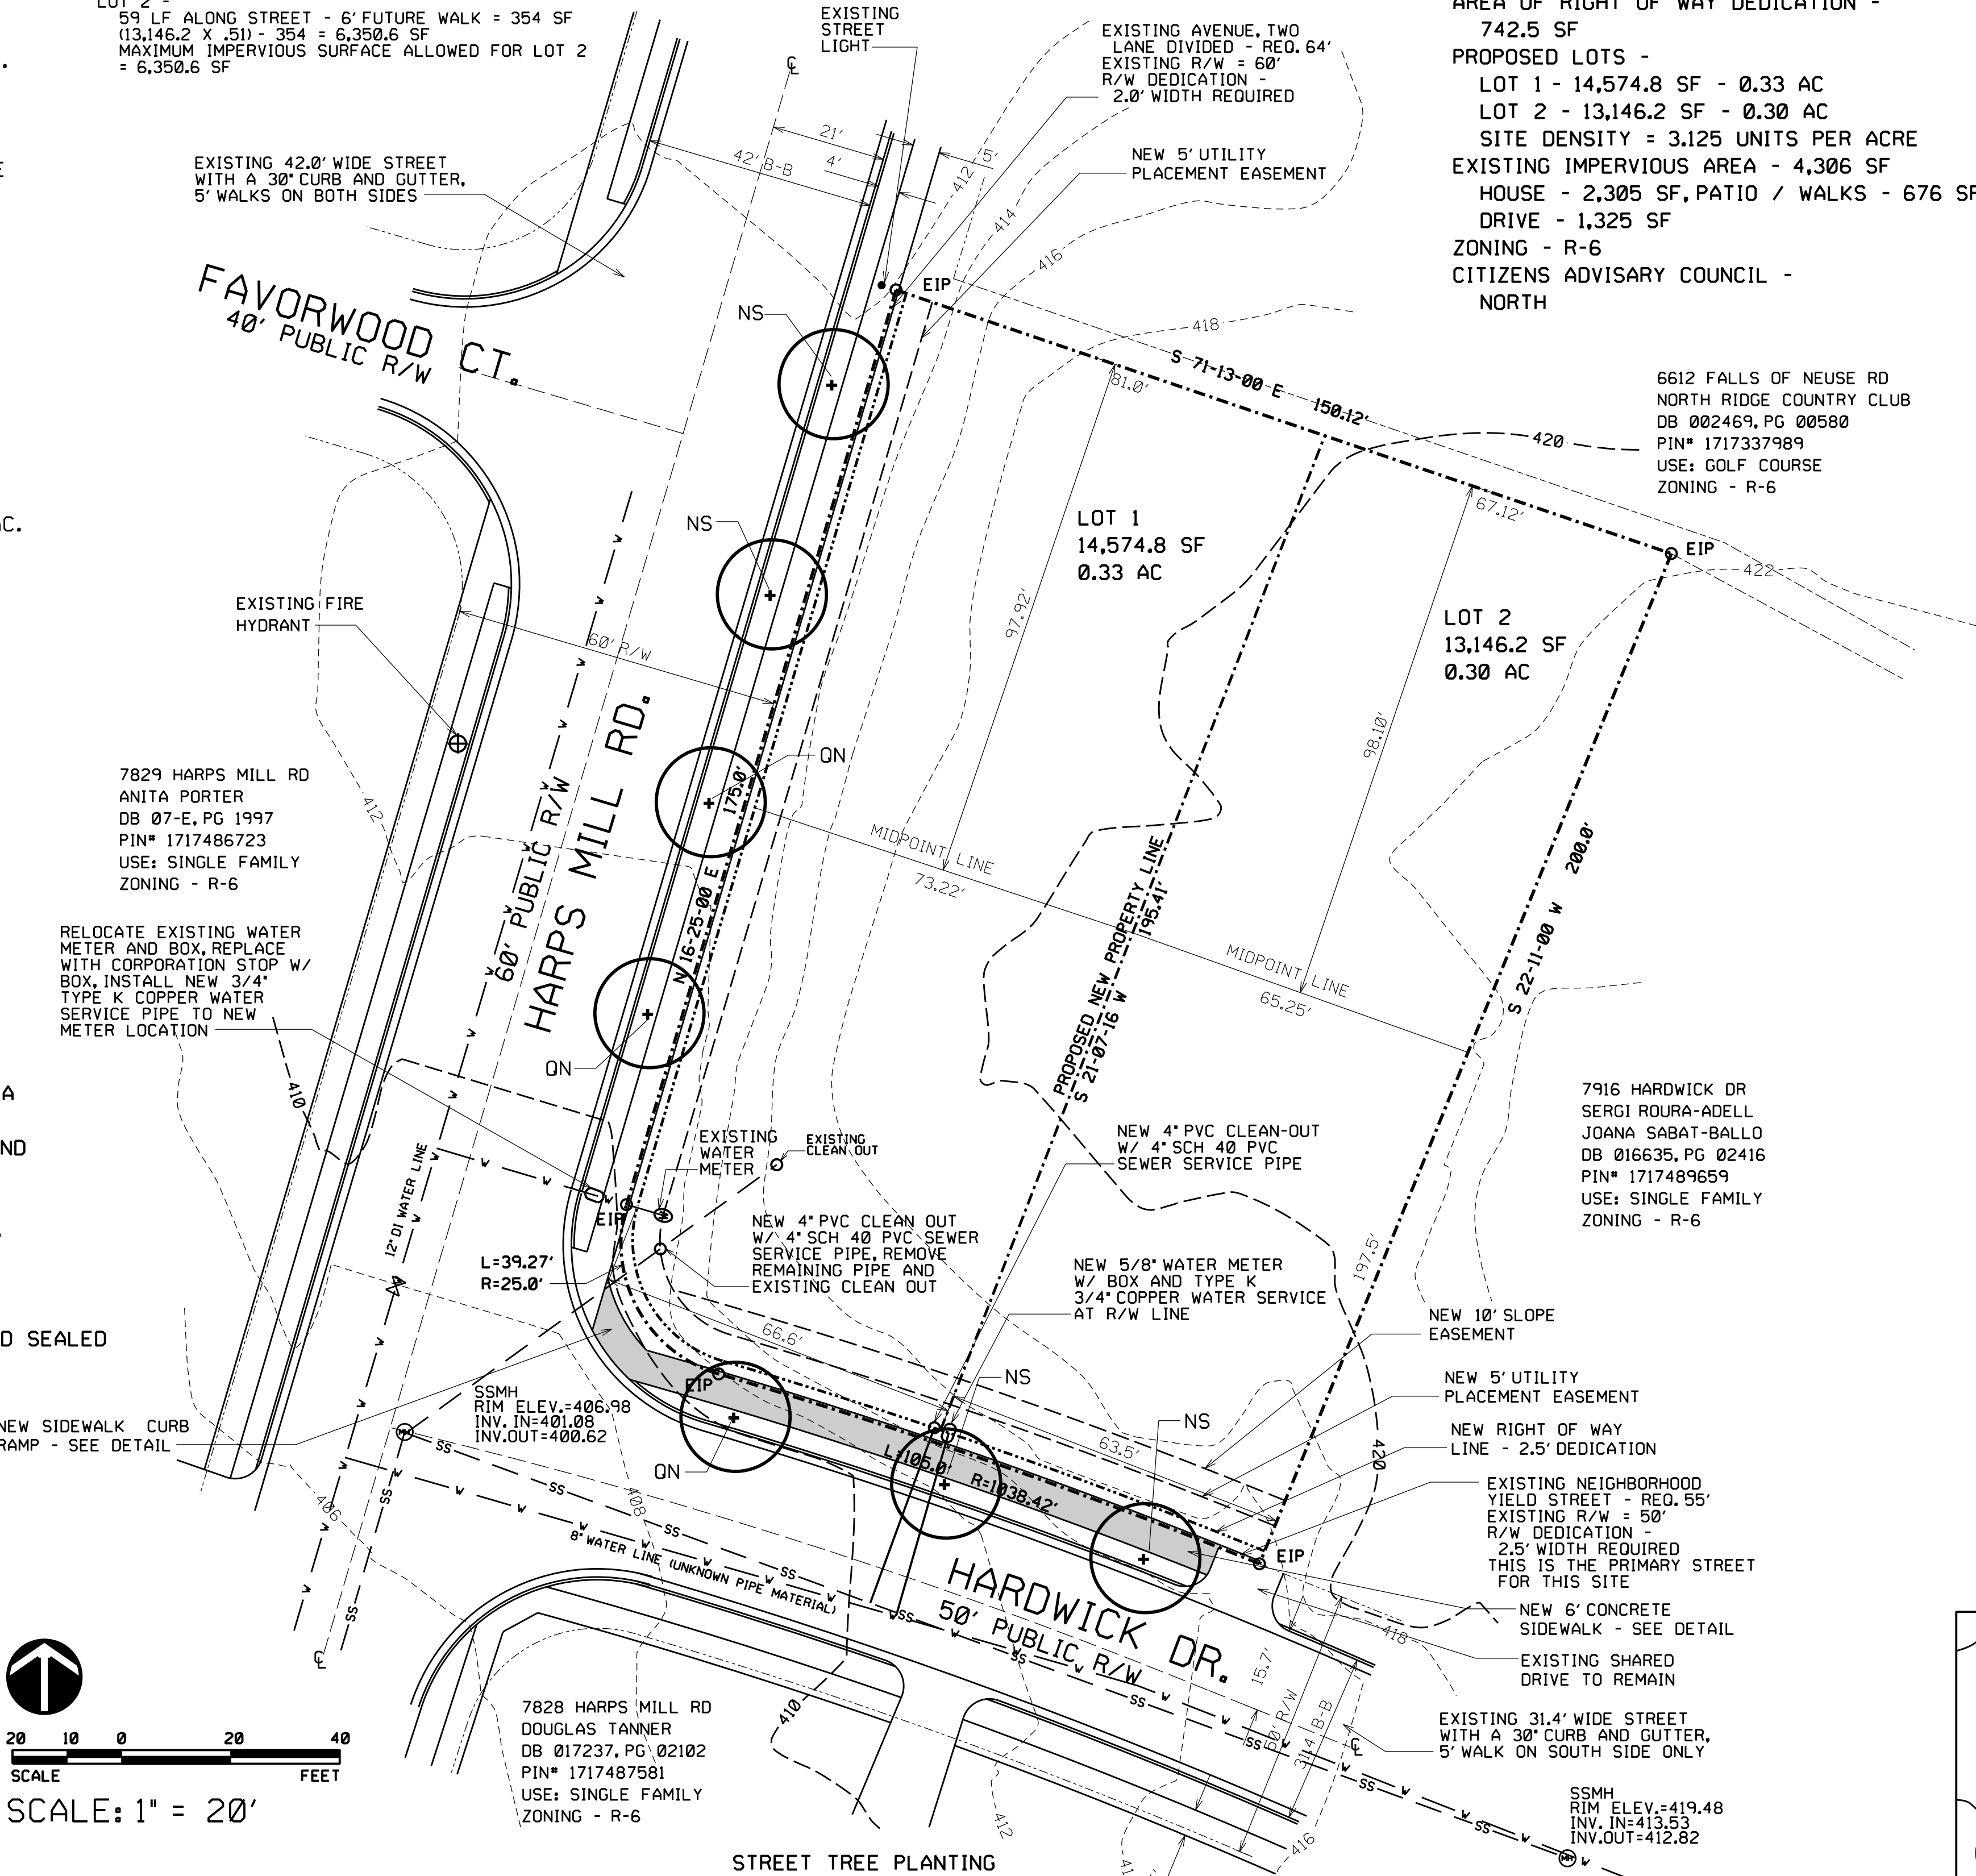 LOT 2 -
59 LF ALONG STREET - 6' FUTURE WALK = 354 SF
(13,146.2 X .51) - 354 = 6,350.6 SF
MAXIMUM IMPERVIOUS SURFACE ALLOWED FOR LOT 2
= 6,350.6 SF
EXISTING
STREET
LIGHT
EXISTING AVENUE, TWO
LANE DIVIDED - REQ. 64'
EXISTING R/W = 60'
R/W DEDICATION -
2.0' WIDTH REQUIRED
AREA OF RIGHT OF WAY DEDICATION -
742.5 SF
PROPOSED LOTS -
LOT 1 - 14,574.8 SF - 0.33 AC
LOT 2 - 13,146.2 SF - 0.30 AC
SITE DENSITY = 3.125 UNITS PER ACRE
EXISTING IMPERVIOUS AREA - 4,306 SF
HOUSE - 2,305 SF, PATIO / WALKS - 676 SF
DRIVE - 1,325 SF
ZONING - R-6
CITIZENS ADVISORY COUNCIL -
NORTH
EXISTING 42.0' WIDE STREET
WITH A 30" CURB AND GUTTER,
5' WALKS ON BOTH SIDES
21'
4'
42' B-B
5'
412
414
416
418
NEW 5' UTILITY
PLACEMENT EASEMENT
FAVORWOOD CT.
40' PUBLIC R/W
EIP
NS
S 71-13-00 E 150.12'
81.0'
67.12'
420
EIP
422
6612 FALLS OF NEUSE RD
NORTH RIDGE COUNTRY CLUB
DB 002469, PG 00580
PIN# 1717337989
USE: GOLF COURSE
ZONING - R-6
NS
LOT 1
14,574.8 SF
0.33 AC
LOT 2
13,146.2 SF
0.30 AC
C.
EXISTING FIRE
HYDRANT
60' R/W
97.92'
98.10'
QN
175.0'
N 16-25-00 E
HARPS MILL RD.
60' PUBLIC R/W
7829 HARPS MILL RD
ANITA PORTER
DB 07-E, PG 1997
PIN# 1717486723
USE: SINGLE FAMILY
ZONING - R-6
412
MIDPOINT LINE
73.22'
PROPOSED NEW PROPERTY LINE
195.41'
S 21-07-16 W
MIDPOINT LINE
65.25'
S 22-11-00 W 200.0'
RELOCATE EXISTING WATER
METER AND BOX, REPLACE
WITH CORPORATION STOP W/
BOX, INSTALL NEW 3/4"
TYPE K COPPER WATER
SERVICE PIPE TO NEW
METER LOCATION
410
QN
A
ND
7916 HARDWICK DR
SERGI ROURA-ADELL
JOANA SABAT-BALLO
DB 016635, PG 02416
PIN# 1717489659
USE: SINGLE FAMILY
ZONING - R-6
EXISTING
WATER
METER
EXISTING
CLEAN OUT
NEW 4" PVC CLEAN-OUT
W/ 4" SCH 40 PVC
SEWER SERVICE PIPE
12" DI WATER LINE
EIP
L=39.27'
R=25.0'
NEW 4" PVC CLEAN OUT
W/ 4" SCH 40 PVC SEWER
SERVICE PIPE, REMOVE
REMAINING PIPE AND
EXISTING CLEAN OUT
NEW 5/8" WATER METER
W/ BOX AND TYPE K
3/4" COPPER WATER SERVICE
AT R/W LINE
197.5'
NEW 10' SLOPE
EASEMENT
D SEALED
66.6'
EIP
NS
NEW 5' UTILITY
PLACEMENT EASEMENT
NEW SIDEWALK CURB
RAMP - SEE DETAIL
SSMH
RIM ELEV.=406.98
INV. IN=401.08
INV.OUT=400.62
NS
63.5'
420
NEW RIGHT OF WAY
LINE - 2.5' DEDICATION
QN
L=105.0' R=1038.42'
406
408
EXISTING NEIGHBORHOOD
YIELD STREET - REQ. 55'
EXISTING R/W = 50'
R/W DEDICATION -
2.5' WIDTH REQUIRED
THIS IS THE PRIMARY STREET
FOR THIS SITE
EIP
8" WATER LINE (UNKNOWN PIPE MATERIAL)
HARDWICK DR.
50' PUBLIC R/W
NEW 6' CONCRETE
SIDEWALK - SEE DETAIL
418
EXISTING SHARED
DRIVE TO REMAIN
15.7'
50' R/W
31.4' B-B
EXISTING 31.4' WIDE STREET
WITH A 30" CURB AND GUTTER,
5' WALK ON SOUTH SIDE ONLY
20 10 0 20 40
SCALE FEET
SCALE: 1" = 20'
7828 HARPS MILL RD
DOUGLAS TANNER
DB 017237, PG 02102
PIN# 1717487581
USE: SINGLE FAMILY
ZONING - R-6
410
412
416
SSMH
RIM ELEV.=419.48
INV. IN=413.53
INV.OUT=412.82
STREET TREE PLANTING